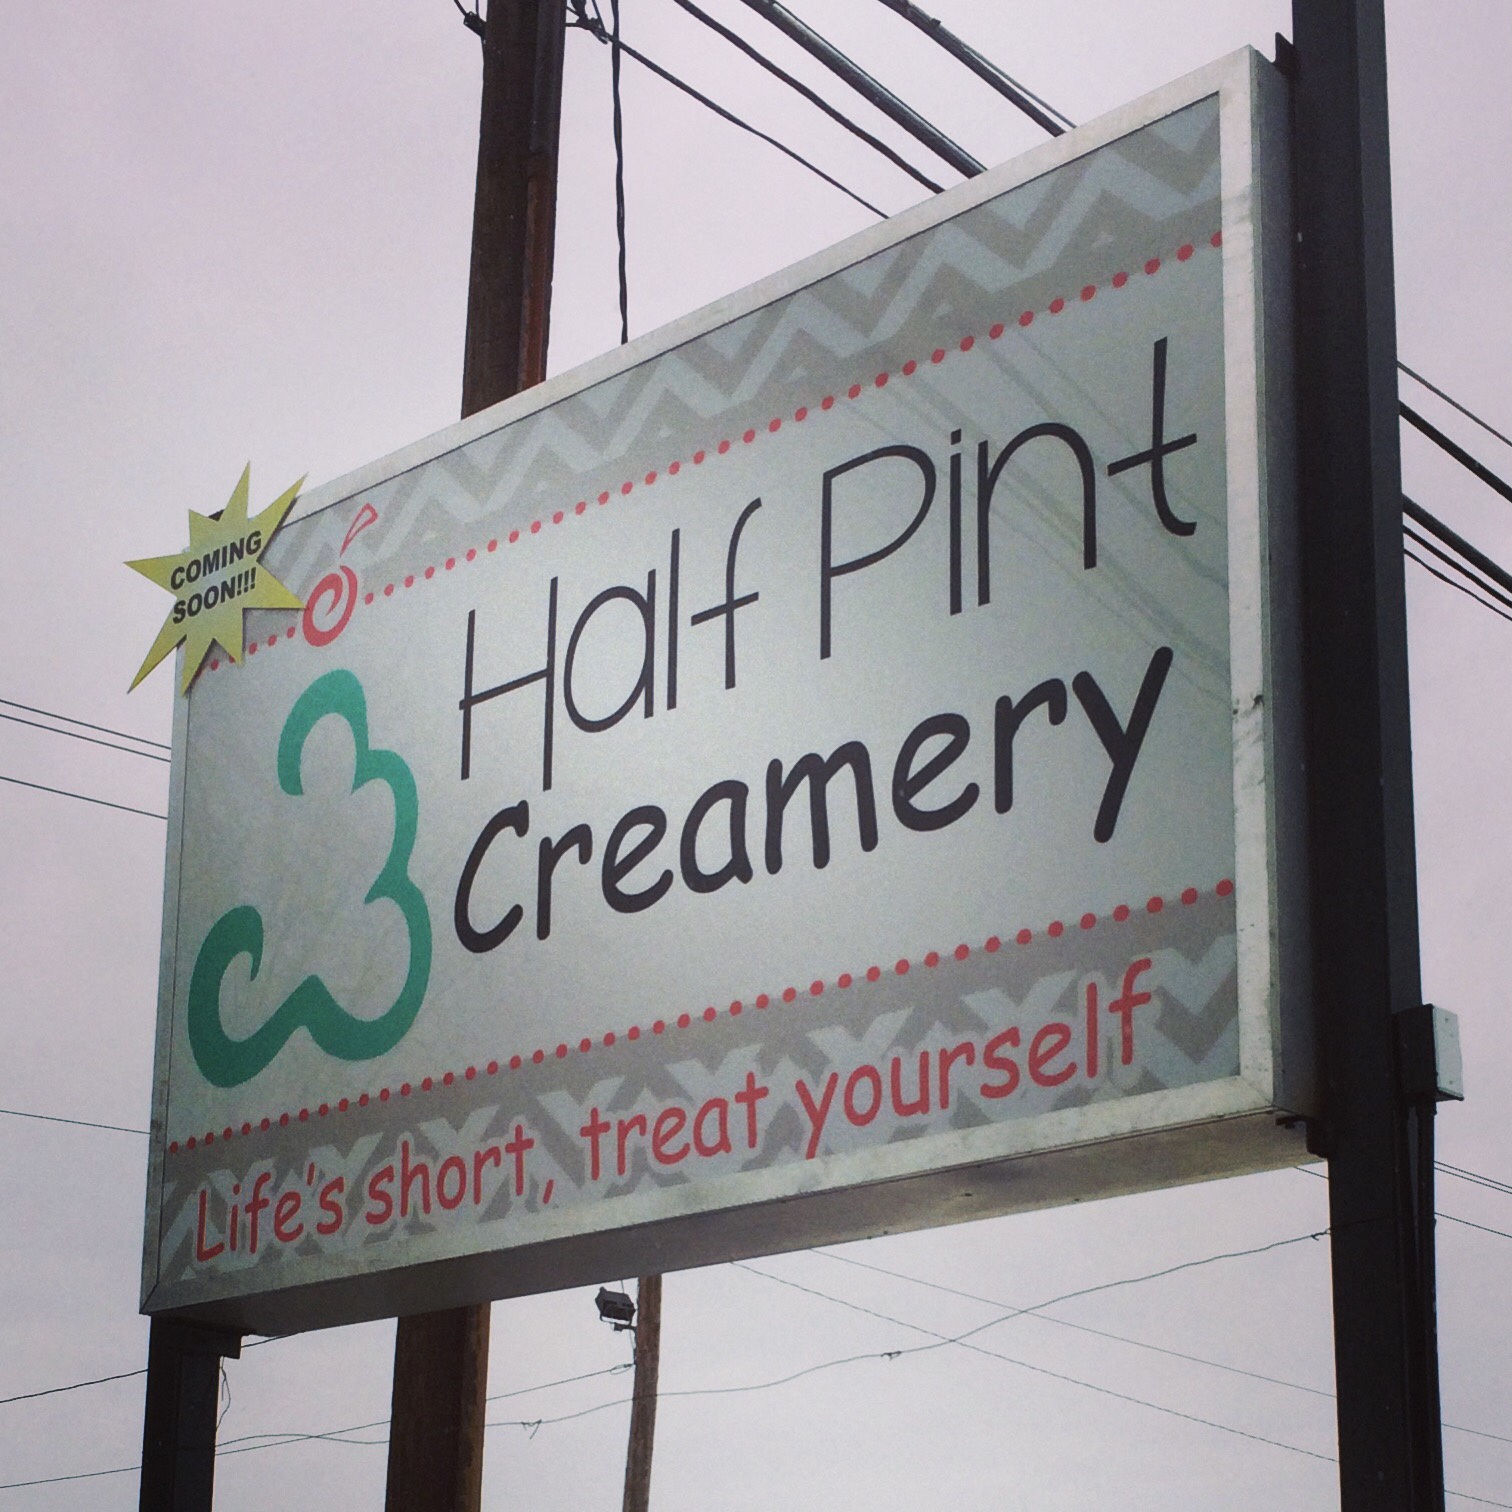 COMING
SOON!!!
Half Pint
Creamery
Life's short, treat yourself